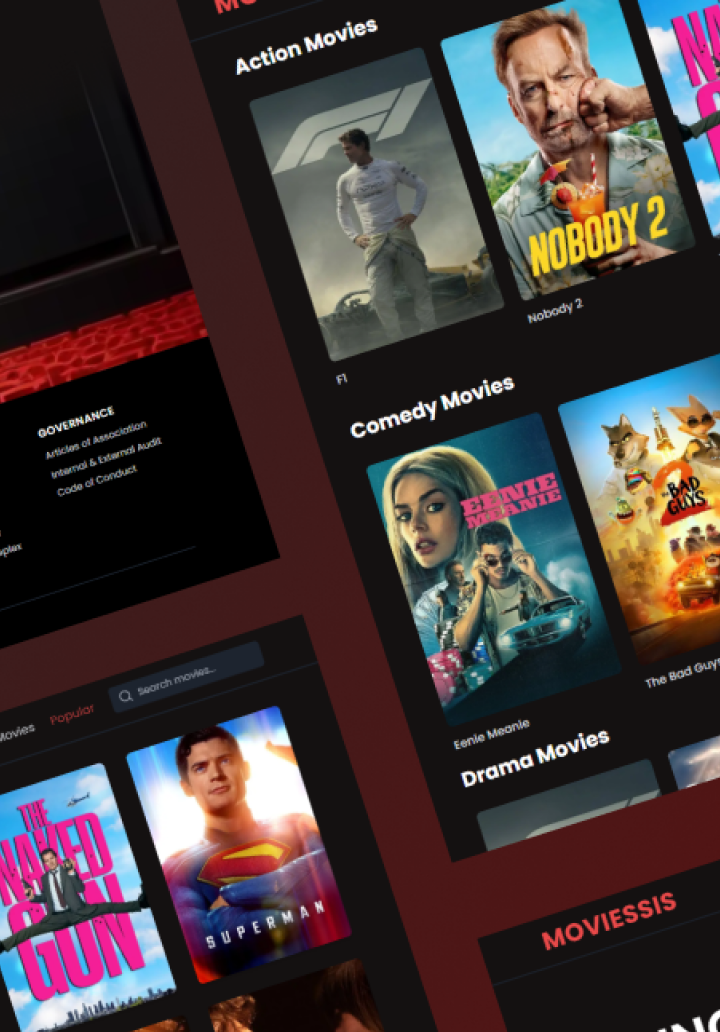 MO
Action Movies
F1
NOBODY 2
Nobody 2
NA
Comedy Movies
EENIE
MEANIE
Eenie Meanie
THE
BAD
GUYS
2
The Bad Guys
Drama Movies
GOVERNANCE
Articles of Association
Internal & External Audit
Code of Conduct
plex
Movies
Popular
Search movies...
THE
NAKED
GUN
SUPERMAN
MOVIESSIS